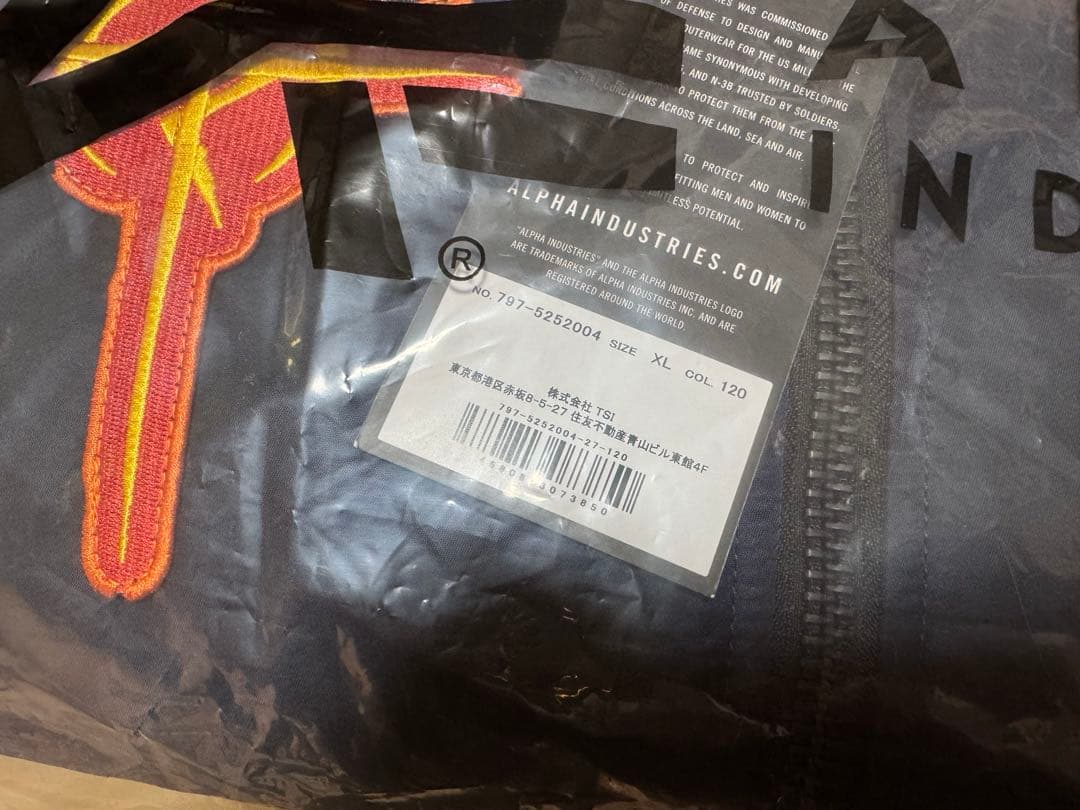 WAS COMMISSIONED
OF DEFENSE TO DESIGN AND
OUTERWEAR FOR THE US
THE
SYNONYMOUS WITH DEVELOPING
AND N-3B TRUSTED BY SOLDIERS,
TO PROTECT THEM FROM THE
CONDITIONS ACROSS THE LAND, SEA AND AIR.
TO PROTECT AND
FITTING MEN AND WOMEN TO
POTENTIAL.
A
IND
ALPHAINDUSTRIES.COM
"ALPHA INDUSTRIES" AND THE ALPHA INDUSTRIES LOGO
ARE TRADEMARKS OF ALPHA INDUSTRIES INC. AND ARE
REGISTERED AROUND THE WORLD.
®
NO. 797-5252004 SIZE XL COL. 120
株式会社 TSI
東京都港区赤坂8-5-27 住友不動産青山ビル東館4F
797-5252004-27-120
3073850